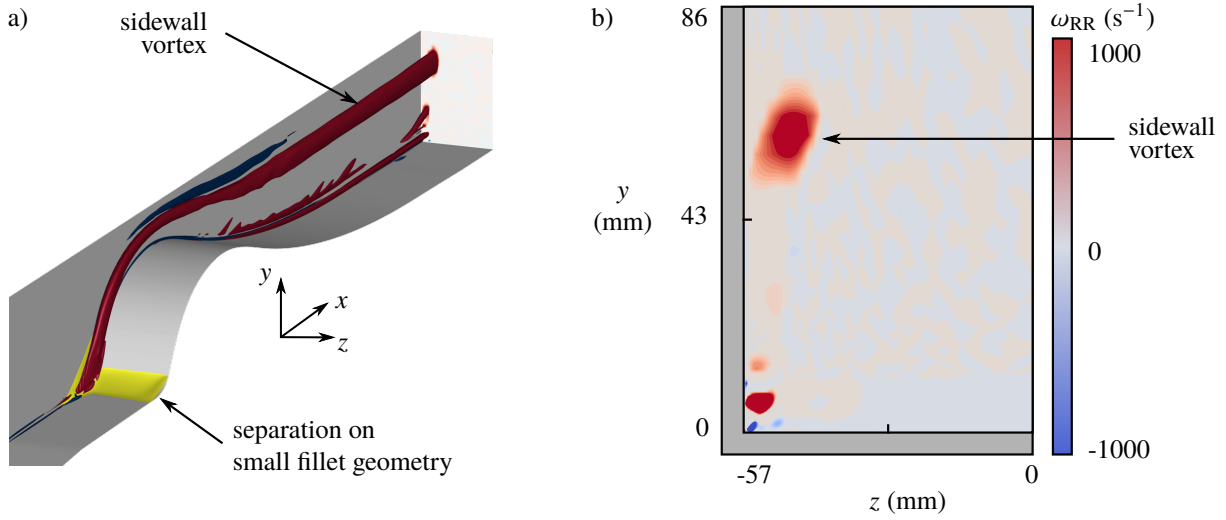 a)
sidewall
vortex
y
x
z
separation on
small fillet geometry
b)
86
ωRR (s⁻¹)
1000
sidewall
vortex
y
(mm)
43
0
0
-1000
-57
0
z (mm)